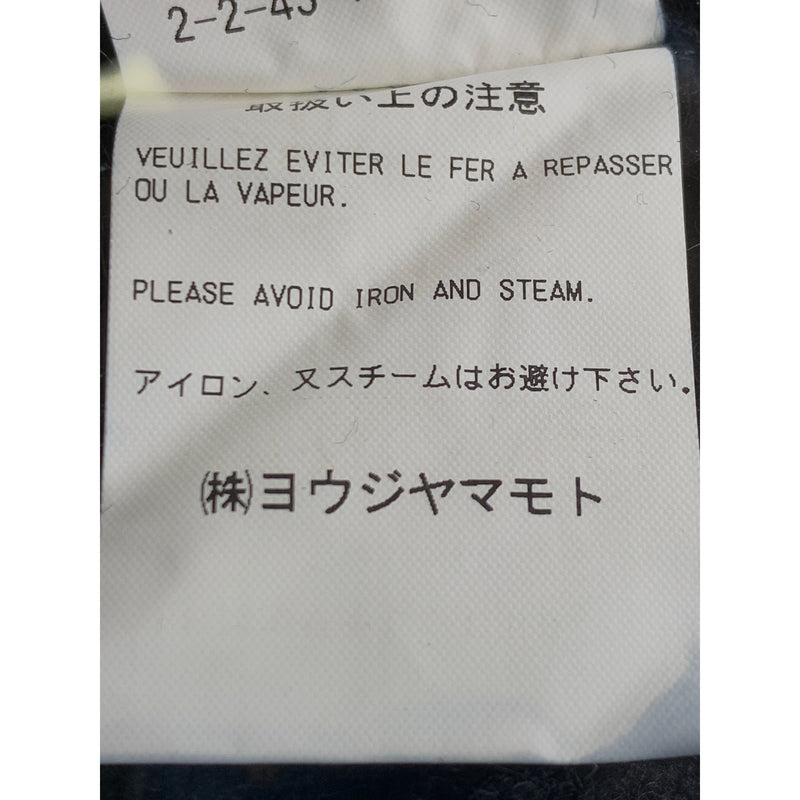 2-2-43
取扱い上の注意
VEUILLEZ EVITER LE FER A REPASSER
OU LA VAPEUR.
PLEASE AVOID IRON AND STEAM.
アイロン、又スチームはお避け下さい。
㈱ヨウジヤマモト